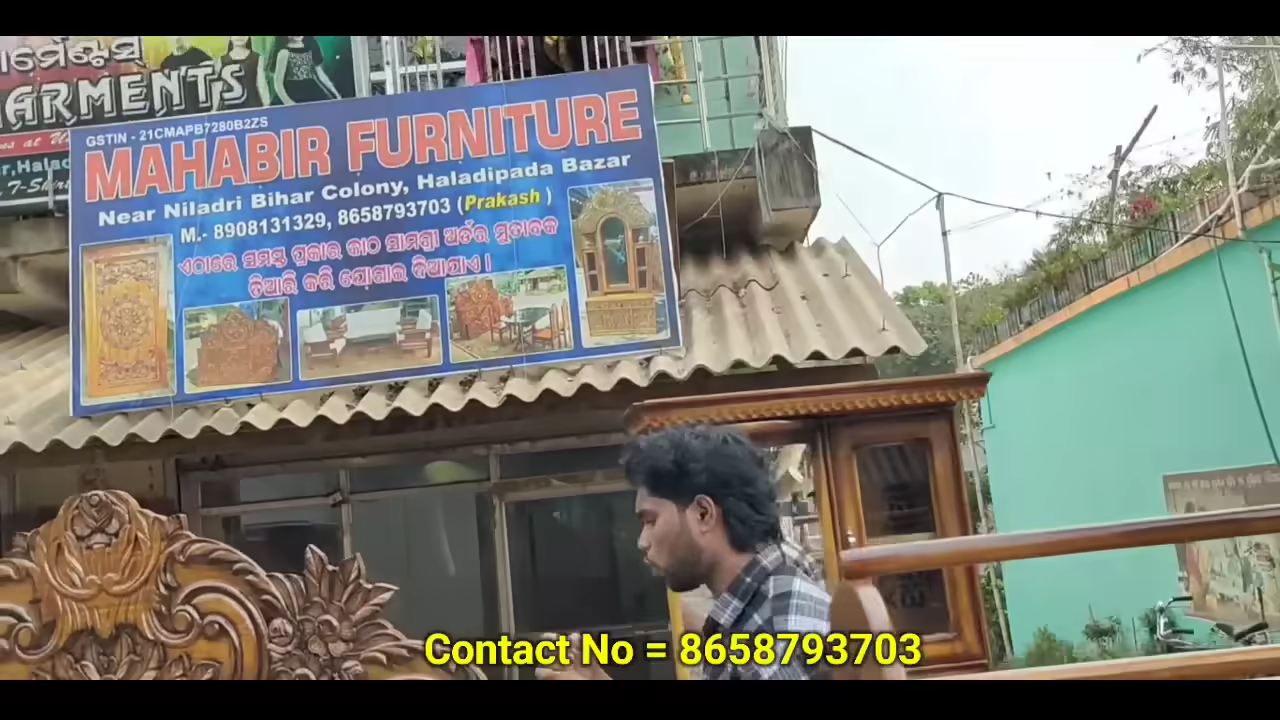 ARMENTS
GSTIN - 21CMAPB7280B2ZS
MAHABIR FURNITURE
Near Niladri Bihar Colony, Haladipada Bazar
M.- 8908131329, 8658793703 (Prakash )
ଏଠାରେ ସମସ୍ତ ପ୍ରକାର କାଠ ସାମଗ୍ରୀ ଅର୍ଡର ମୁତାବକ
ତିଆରି କରି ଯୋଗାଇ ଦିଆଯାଏ ।
Contact No = 8658793703